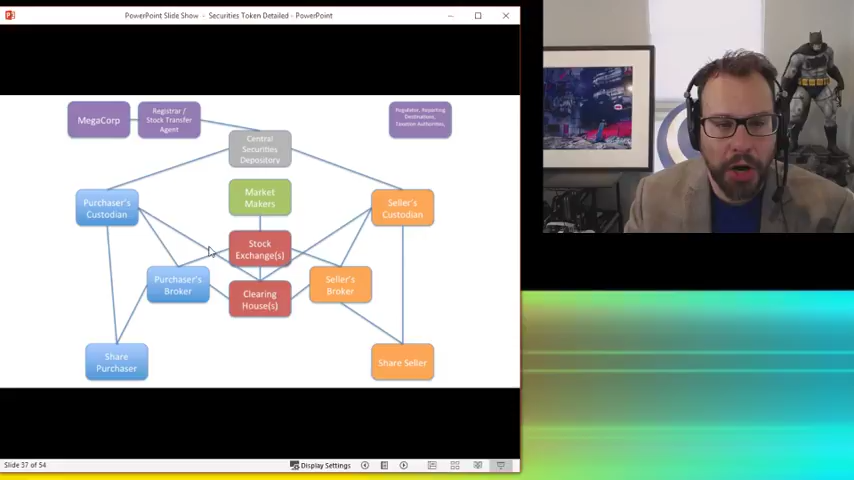 PowerPoint Slide Show - Securities Token Detailed - PowerPoint
MegaCorp
Registrar /
Stock Transfer
Agent
Regulator, Reporting
Destinations,
Taxation Authorities,
Central
Securities
Depository
Purchaser's
Custodian
Market
Makers
Seller's
Custodian
Stock
Exchange(s)
Purchaser's
Broker
Seller's
Broker
Clearing
House(s)
Share
Purchaser
Share Seller
Slide 37 of 54
Display Settings